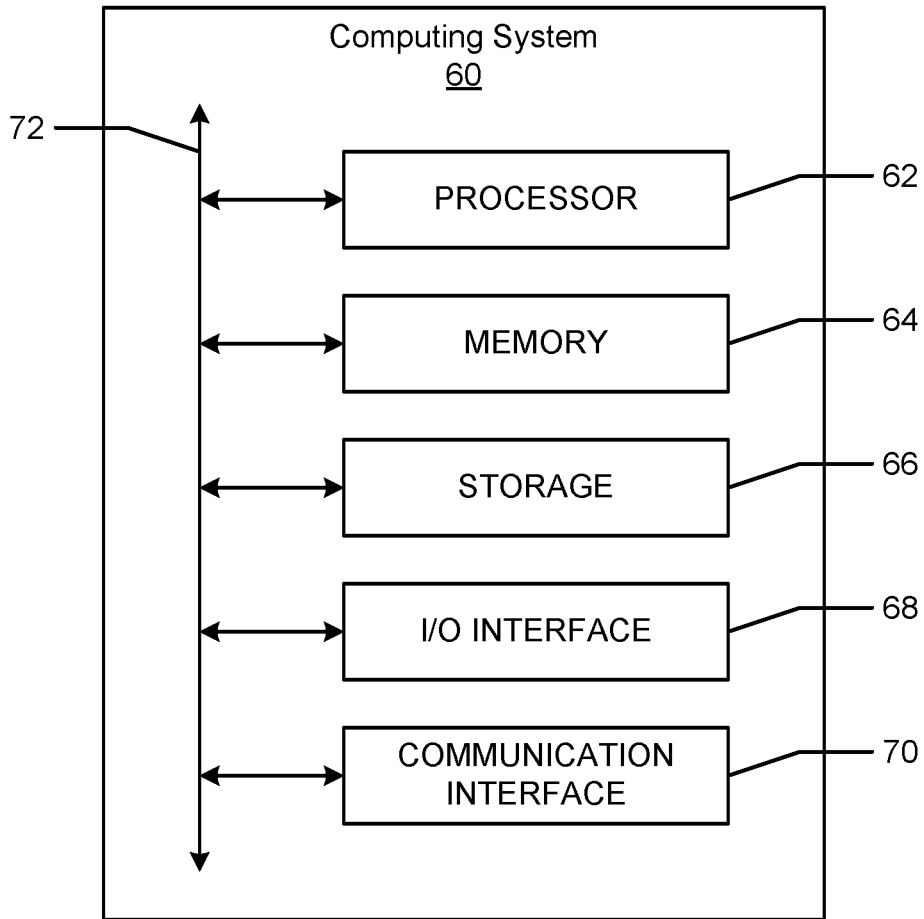 Computing System
60
72
PROCESSOR
62
MEMORY
64
STORAGE
66
I/O INTERFACE
68
COMMUNICATION
INTERFACE
70